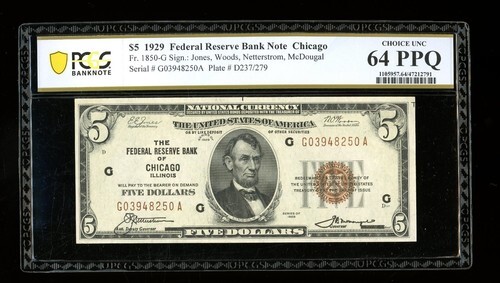 $5 1929 Federal Reserve Bank Note Chicago
Fr. 1850-G Sign.: Jones, Woods, Netterstrom, McDougal
Serial # G03948250A Plate # D237/279
CHOICE UNC
64 PPQ
1105957.64/47212791
PCGS
BANKNOTE
NATIONAL CURRENCY
THE UNITED STATES OF AMERICA
5
5
THE
FEDERAL RESERVE BANK
OF
CHICAGO
ILLINOIS
G
G03948250A
WILL PAY TO THE BEARER ON DEMAND
FIVE DOLLARS
G03948250A
G
G
G
5
5
FIVE DOLLARS